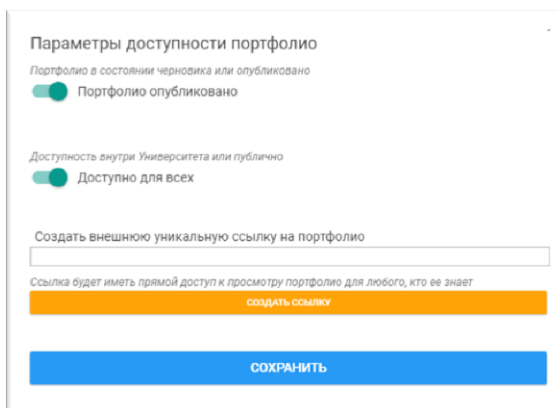 Параметры доступности портфолио
Портфолио в состоянии черновика или опубликовано
Портфолио опубликовано
Доступность внутри Университета или публично
Доступно для всех
Создать внешнюю уникальную ссылку на портфолио
Ссылка будет иметь прямой доступ к просмотру портфолио для любого, кто ее знает
СОЗДАТЬ ССЫЛКУ
СОХРАНИТЬ